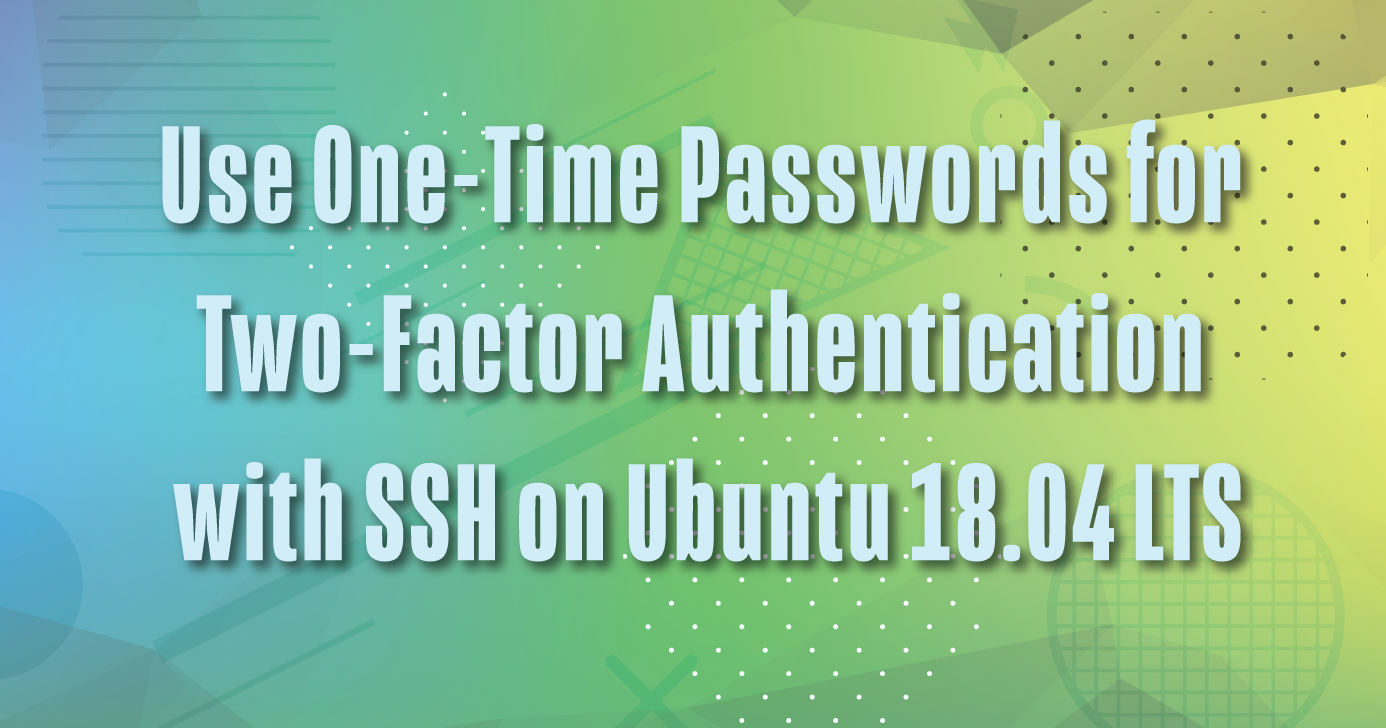 Use One-Time Passwords for
Two-Factor Authentication
with SSH on Ubuntu 18.04 LTS